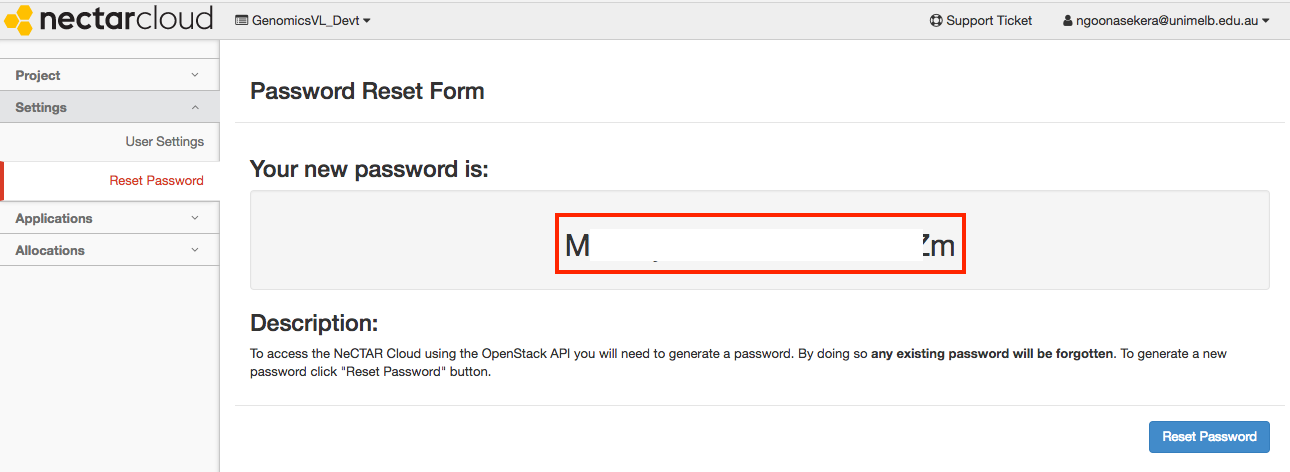 nectarcloud GenomicsVL_Devt Support Ticket ngoonasekera@unimelb.edu.au
Project
Settings
User Settings
Reset Password
Applications
Allocations
Password Reset Form
Your new password is:
M Zm
Description:
To access the NeCTAR Cloud using the OpenStack API you will need to generate a password. By doing so any existing password will be forgotten. To generate a new
password click "Reset Password" button.
Reset Password